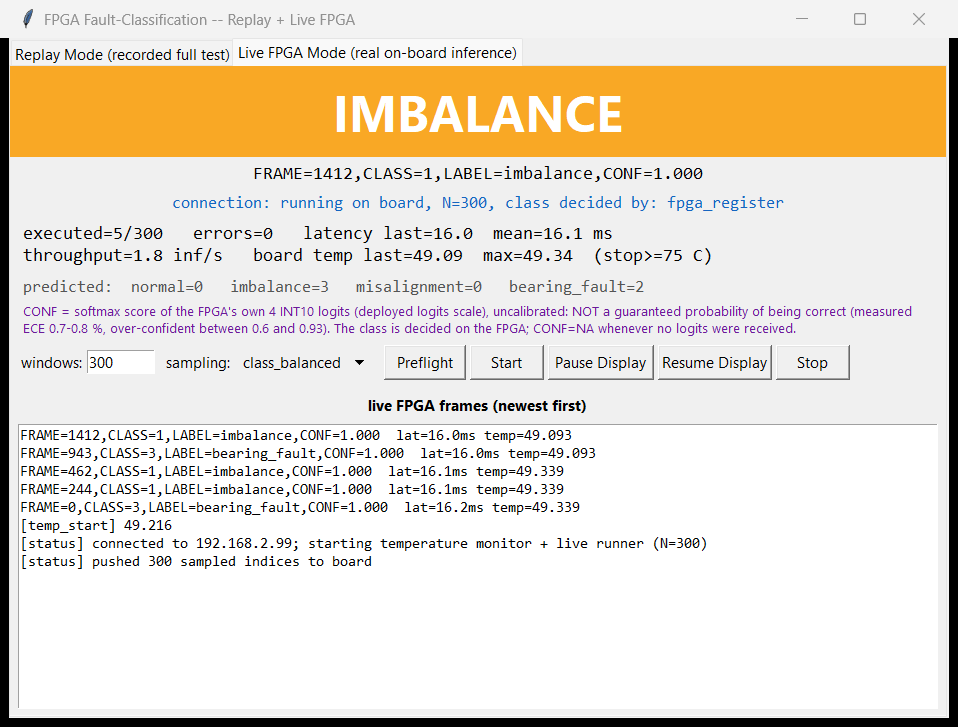 FPGA Fault-Classification -- Replay + Live FPGA
Replay Mode (recorded full test) Live FPGA Mode (real on-board inference)
IMBALANCE
FRAME=1412,CLASS=1,LABEL=imbalance,CONF=1.000
connection: running on board, N=300, class decided by: fpga_register
executed=5/300 errors=0 latency last=16.0 mean=16.1 ms
throughput=1.8 inf/s board temp last=49.09 max=49.34 (stop>=75 C)
predicted: normal=0 imbalance=3 misalignment=0 bearing_fault=2
CONF = softmax score of the FPGA's own 4 INT10 logits (deployed logits scale), uncalibrated: NOT a guaranteed probability of being correct (measured
ECE 0.7-0.8 %, over-confident between 0.6 and 0.93). The class is decided on the FPGA; CONF=NA whenever no logits were received.
windows: 300 sampling: class_balanced Preflight Start Pause Display Resume Display Stop
live FPGA frames (newest first)
FRAME=1412,CLASS=1,LABEL=imbalance,CONF=1.000 lat=16.0ms temp=49.093
FRAME=943,CLASS=3,LABEL=bearing_fault,CONF=1.000 lat=16.0ms temp=49.093
FRAME=462,CLASS=1,LABEL=imbalance,CONF=1.000 lat=16.1ms temp=49.339
FRAME=244,CLASS=1,LABEL=imbalance,CONF=1.000 lat=16.1ms temp=49.339
FRAME=0,CLASS=3,LABEL=bearing_fault,CONF=1.000 lat=16.2ms temp=49.339
[temp_start] 49.216
[status] connected to 192.168.2.99; starting temperature monitor + live runner (N=300)
[status] pushed 300 sampled indices to board